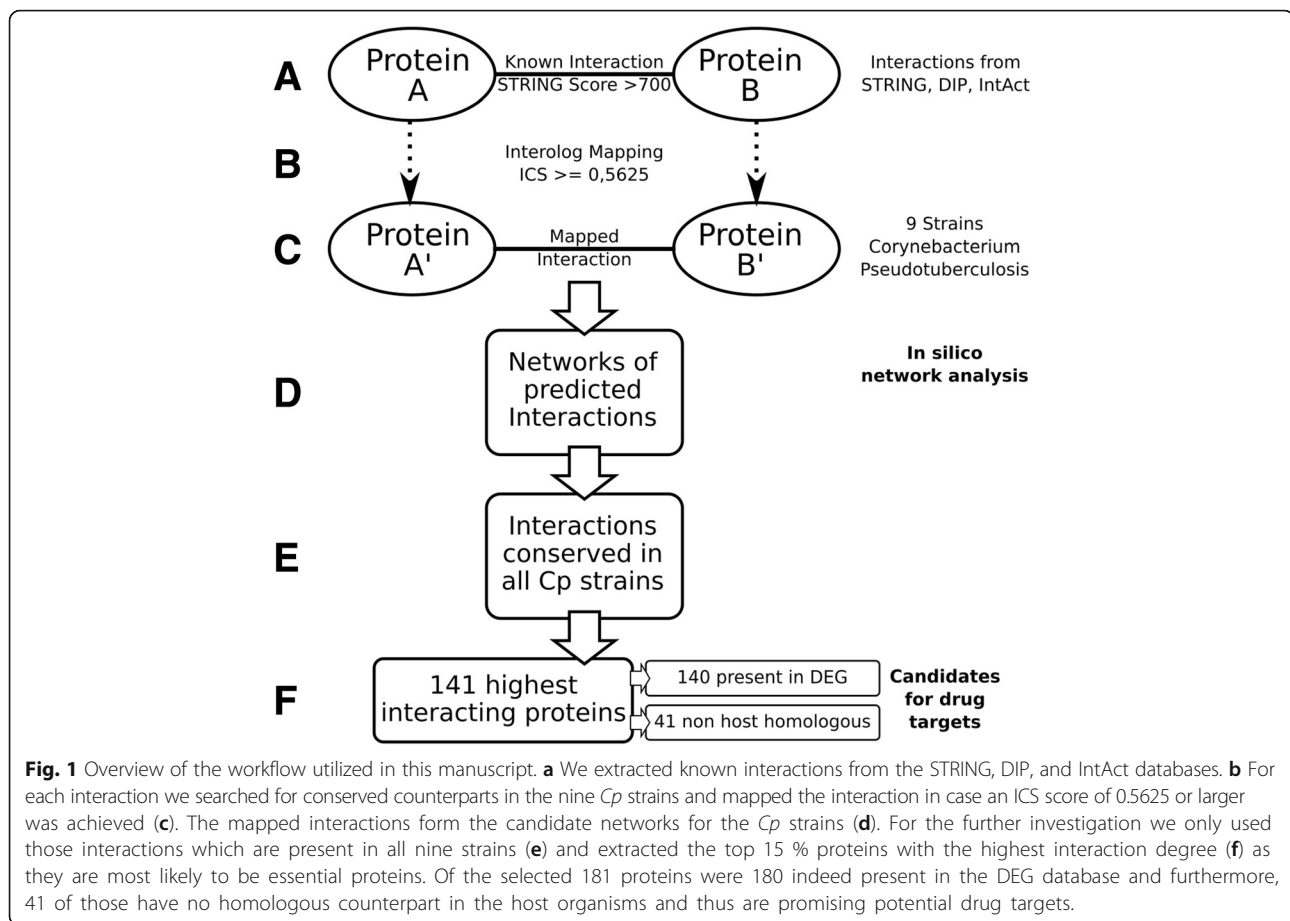 A
Protein
A
Known Interaction
STRING Score >700
Protein
B
Interactions from
STRING, DIP, IntAct
B
Interolog Mapping
ICS >= 0,5625
C
Protein
A'
Mapped
Interaction
Protein
B'
9 Strains
Corynebacterium
Pseudotuberculosis
D
Networks of
predicted
Interactions
In silico
network analysis
E
Interactions
conserved in
all Cp strains
F
141 highest
interacting proteins
140 present in DEG
41 non host homologous
Candidates
for drug
targets
Fig. 1 Overview of the workflow utilized in this manuscript. a We extracted known interactions from the STRING, DIP, and IntAct databases. b For
each interaction we searched for conserved counterparts in the nine Cp strains and mapped the interaction in case an ICS score of 0.5625 or larger
was achieved (c). The mapped interactions form the candidate networks for the Cp strains (d). For the further investigation we only used
those interactions which are present in all nine strains (e) and extracted the top 15 % proteins with the highest interaction degree (f) as
they are most likely to be essential proteins. Of the selected 181 proteins were 180 indeed present in the DEG database and furthermore,
41 of those have no homologous counterpart in the host organisms and thus are promising potential drug targets.